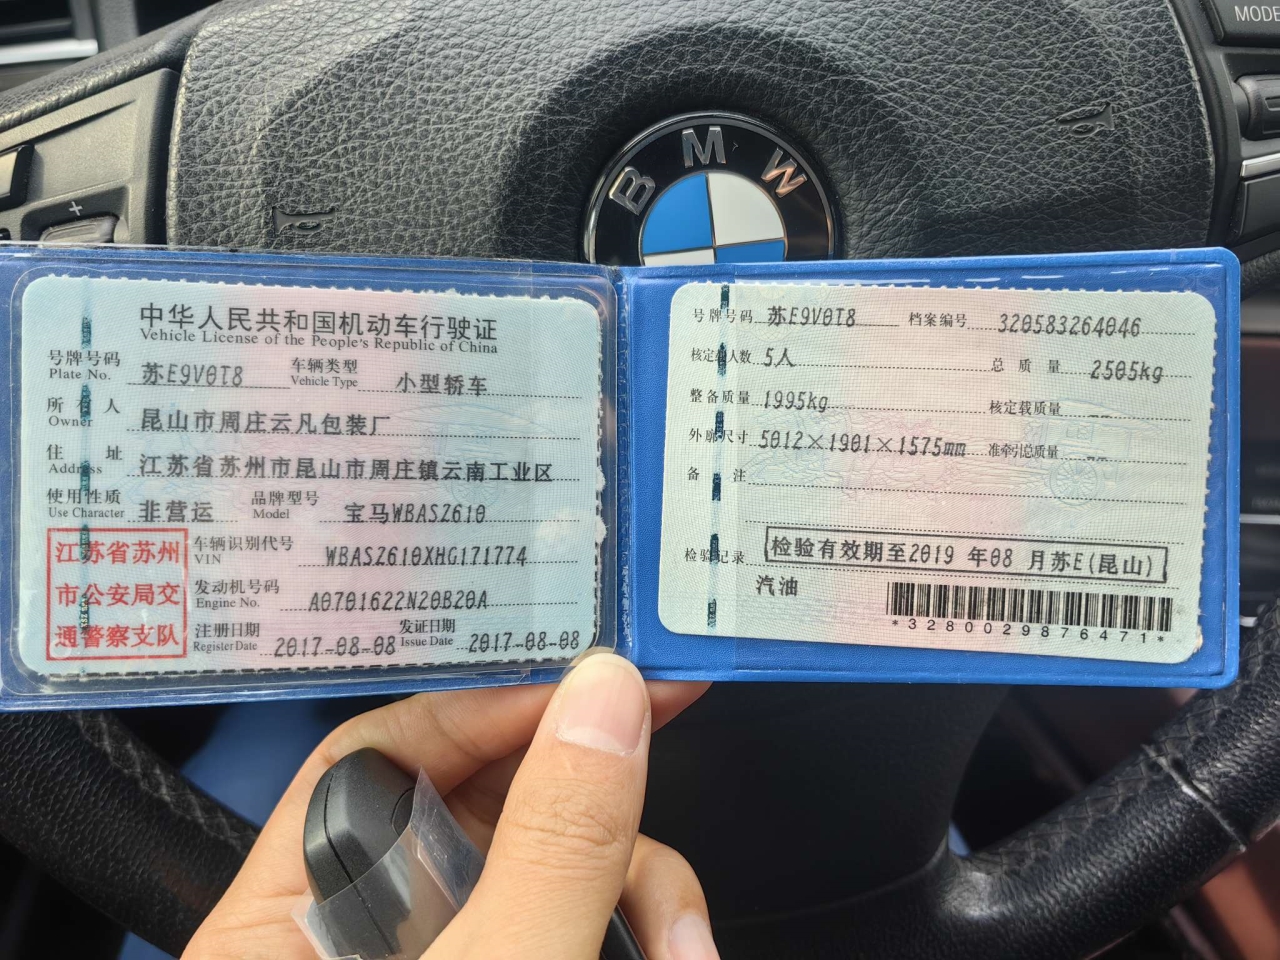 MODE
BMW
+
中华人民共和国机动车行驶证
Vehicle License of the People's Republic of China
号牌号码 苏E9V0T8 车辆类型 小型轿车
Plate No. Vehicle Type
所有人 昆山市周庄云凡包装厂
Owner
住址 江苏省苏州市昆山市周庄镇云南工业区
Address
使用性质 非营运 品牌型号 宝马WBASZ610
Use Character Model
江苏省苏州
市公安局交
通警察支队
车辆识别代号 WBASZ610XHG171774
VIN
发动机号码 A0701622N20B20A
Engine No.
注册日期 2017-08-08 发证日期 2017-08-08
Register Date Issue Date
号牌号码 苏E9V0T8 档案编号 320583264046
核定载人数 5人 总质量 2505kg
整备质量 1995kg 核定载质量 --
外廓尺寸 5012×1901×1575mm 准牵引总质量 --
备注
检验记录 检验有效期至2019 年08 月苏E(昆山)
汽油
*3280029876471*